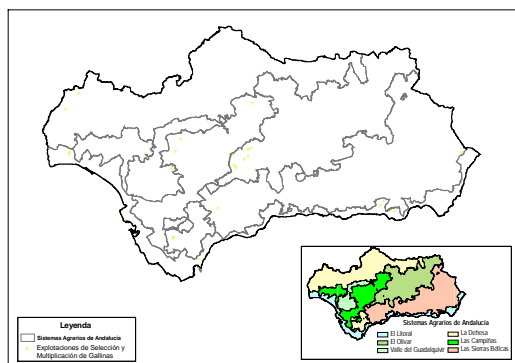 Leyenda
Sistemas Agrarios de Andalucía
Explotaciones de Selección y
Multiplicación de Gallinas
Sistemas Agrarios de Andalucía
El Litoral
La Dehesa
El Olivar
Las Campiñas
Valle del Guadalquivir
Las Sierras Béticas